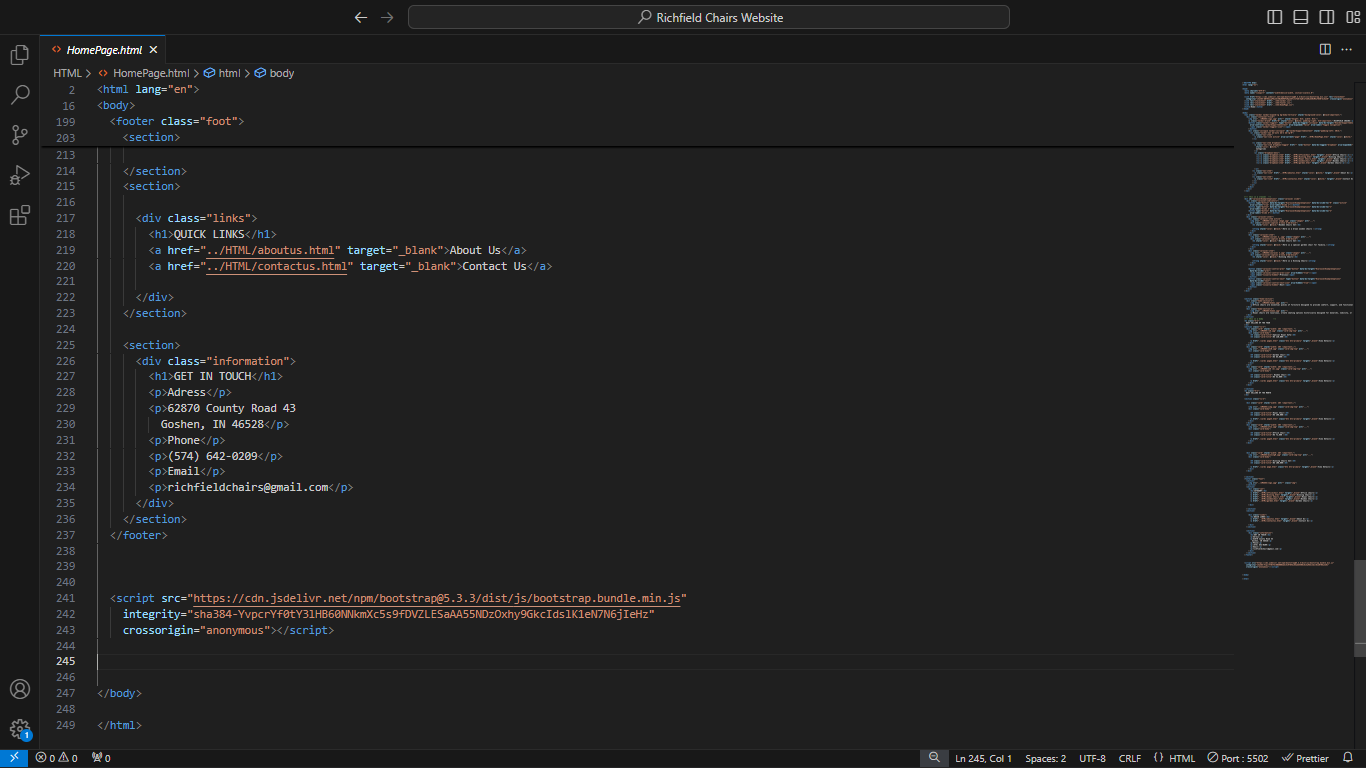 Richfield Chairs Website
HomePage.html
HTML > HomePage.html > html > body
2 <html lang="en">
16 <body>
199 <footer class="foot">
203 <section>
213
214 </section>
215 <section>
216
217 <div class="links">
218 <h1>QUICK LINKS</h1>
219 <a href="../HTML/aboutus.html" target="_blank">About Us</a>
220 <a href="../HTML/contactus.html" target="_blank">Contact Us</a>
221
222 </div>
223 </section>
224
225 <section>
226 <div class="information">
227 <h1>GET IN TOUCH</h1>
228 <p>Adress</p>
229 <p>62870 County Road 43
230 Goshen, IN 46528</p>
231 <p>Phone</p>
232 <p>(574) 642-0209</p>
233 <p>Email</p>
234 <p>richfieldchairs@gmail.com</p>
235 </div>
236 </section>
237 </footer>
238
239
240
241 <script src="https://cdn.jsdelivr.net/npm/bootstrap@5.3.3/dist/js/bootstrap.bundle.min.js"
242 integrity="sha384-YvpcrYf0tY3lHB60NNkmXc5s9fDVZLESaAA55NDzOxhy9GkcIdslK1eN7N6jIeHz"
243 crossorigin="anonymous"></script>
244
245
246
247 </body>
248
249 </html>
1
0 0 0 Ln 245, Col 1 Spaces: 2 UTF-8 CRLF {} HTML Port : 5502 Prettier